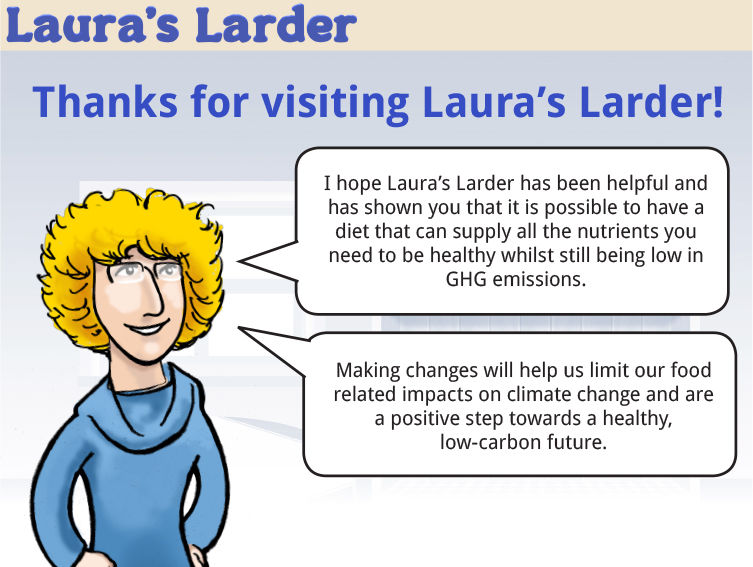 Laura's Larder
Thanks for visiting Laura's Larder!
I hope Laura's Larder has been helpful and
has shown you that it is possible to have a
diet that can supply all the nutrients you
need to be healthy whilst still being low in
GHG emissions.
Making changes will help us limit our food
related impacts on climate change and are
a positive step towards a healthy,
low-carbon future.